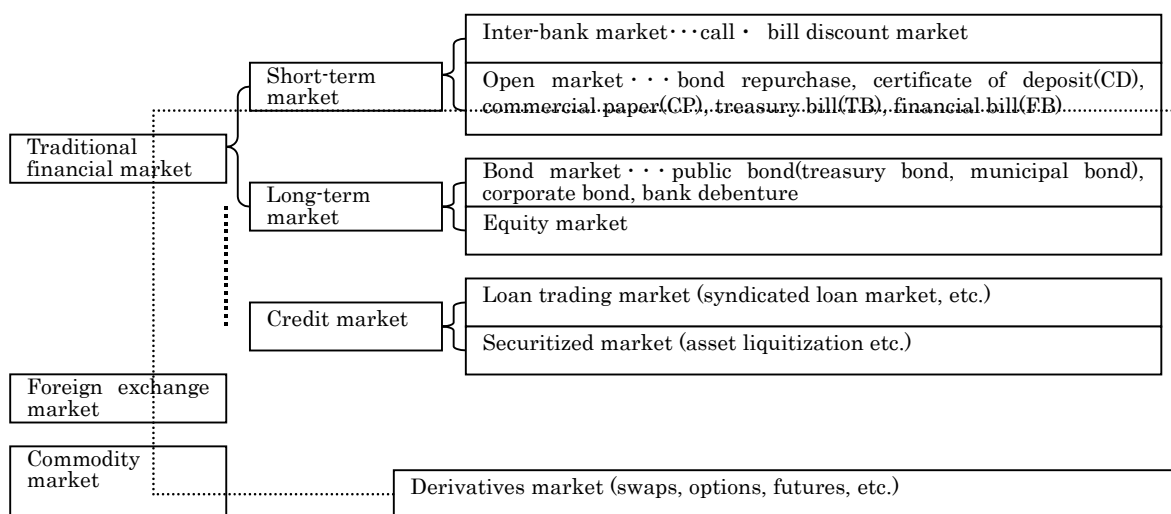 Inter-bank market･･･call・ bill discount market
Short-term
market
Open market･･･bond repurchase, certificate of deposit(CD),
commercial paper(CP), treasury bill(TB), financial bill(FB)
Traditional
financial market
Bond market･･･public bond(treasury bond, municipal bond),
corporate bond, bank debenture
Long-term
market
Equity market
Loan trading market (syndicated loan market, etc.)
Credit market
Securitized market (asset liquitization etc.)
Foreign exchange
market
Commodity
market
Derivatives market (swaps, options, futures, etc.)